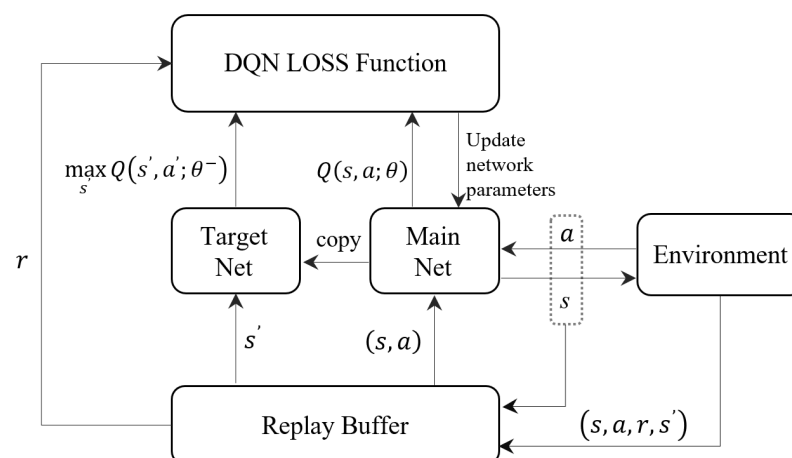 DQN LOSS Function
max Q(s', a'; θ⁻)
s'
Q(s, a; θ)
Update
network
parameters
r
Target
Net
copy
Main
Net
a
s
Environment
s'
(s, a)
Replay Buffer
(s, a, r, s')